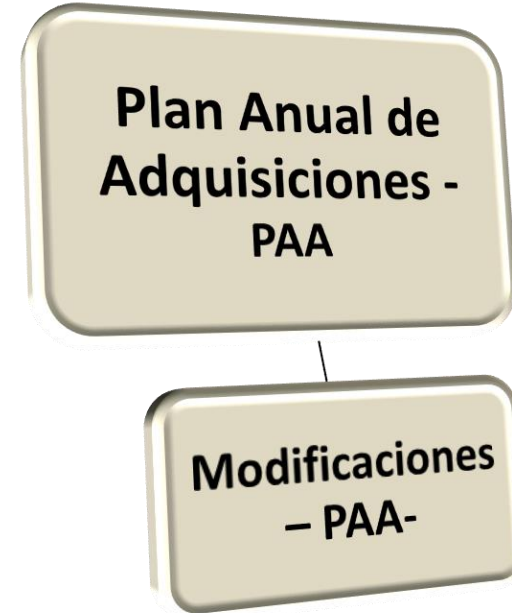 Plan Anual de
Adquisiciones -
PAA
Modificaciones
– PAA-